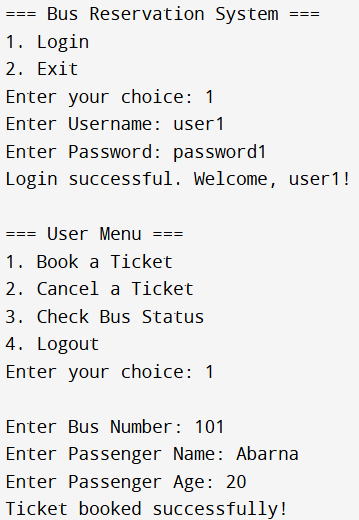 === Bus Reservation System ===
1. Login
2. Exit
Enter your choice: 1
Enter Username: user1
Enter Password: password1
Login successful. Welcome, user1!
=== User Menu ===
1. Book a Ticket
2. Cancel a Ticket
3. Check Bus Status
4. Logout
Enter your choice: 1
Enter Bus Number: 101
Enter Passenger Name: Abarna
Enter Passenger Age: 20
Ticket booked successfully!